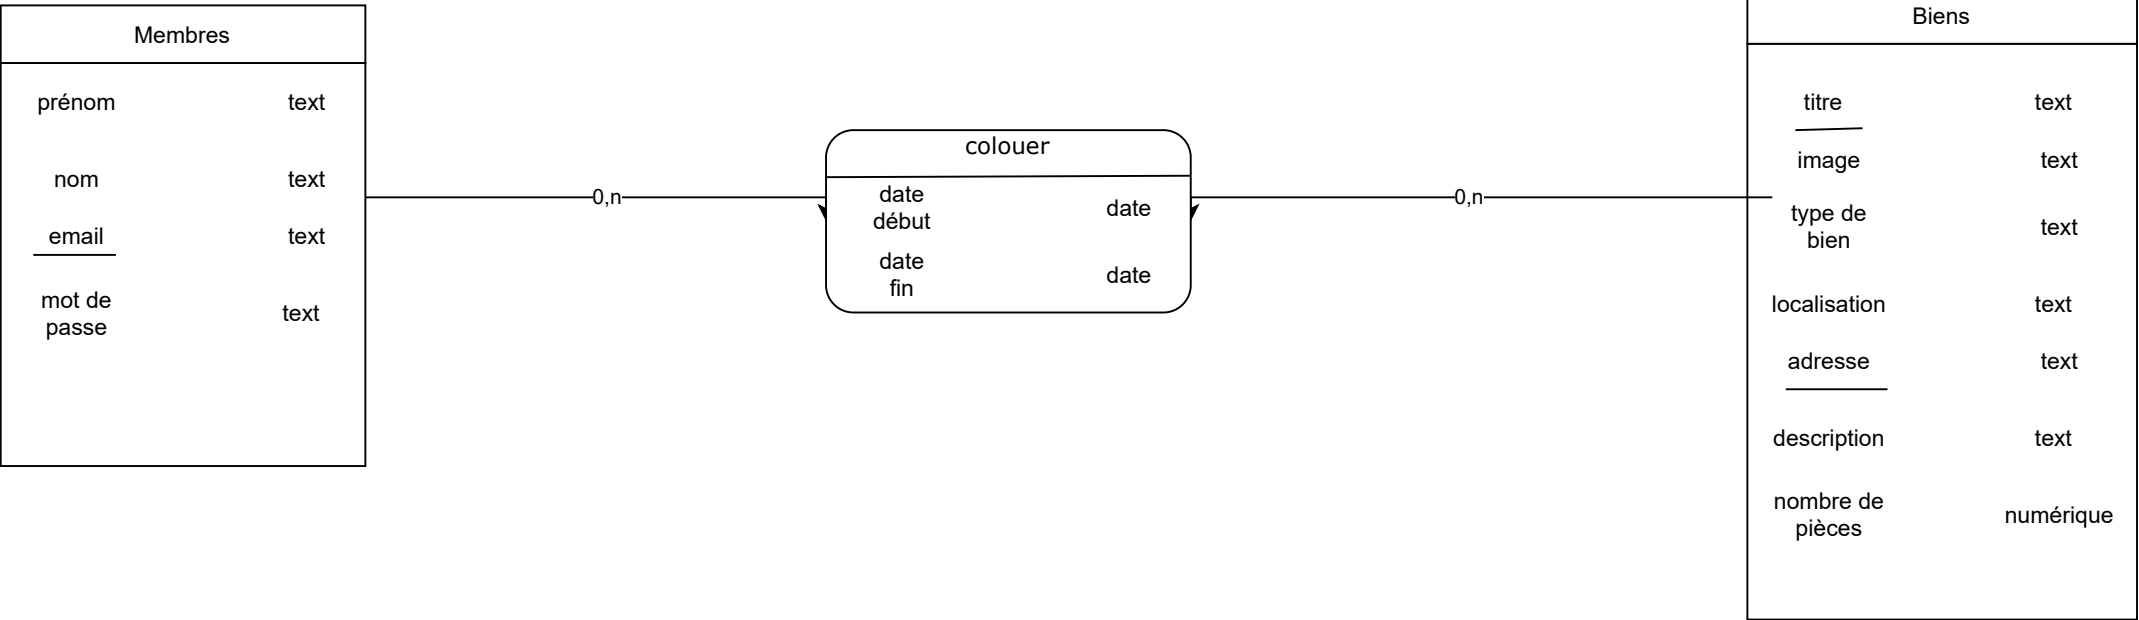 Membres
prénom text
nom text
email text
mot de
passe
text
0,n
colouer
date
début
date
date
fin
date
0,n
Biens
titre text
image text
type de
bien
text
localisation text
adresse text
description text
nombre de
pièces
numérique